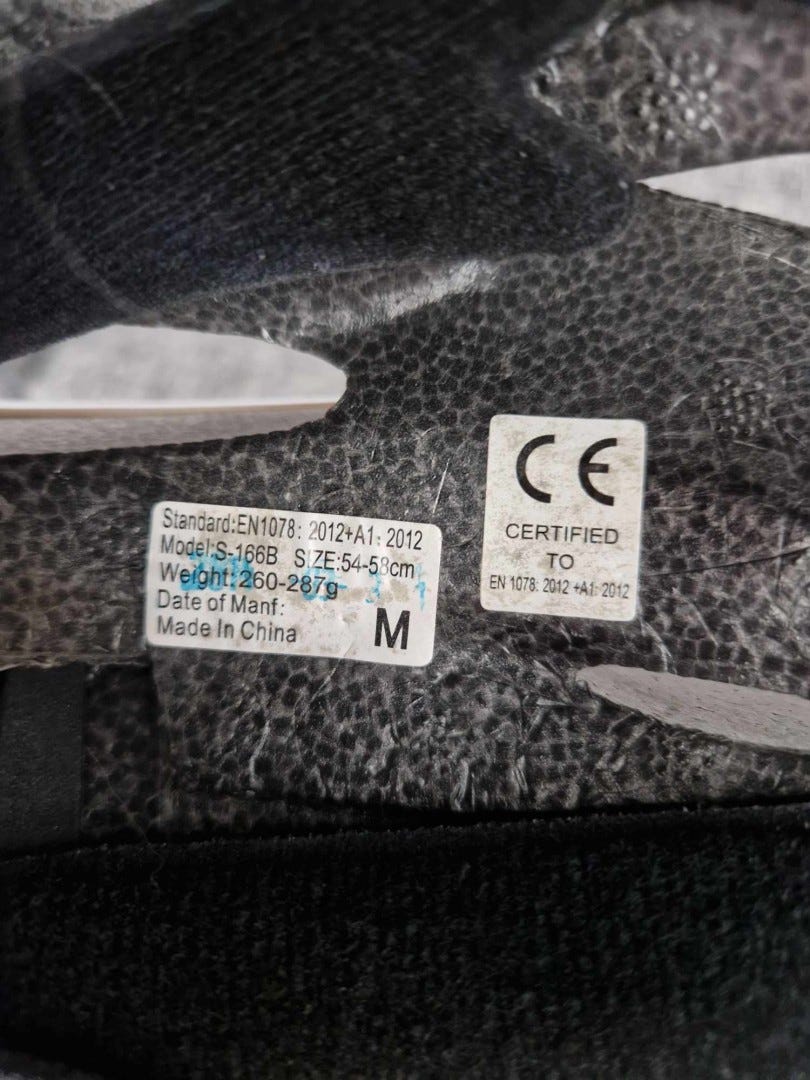 Standard:EN1078: 2012+A1: 2012
Model:S-166B SIZE:54-58cm
Weight:260-287g
Date of Manf:
Made In China
M
CE
CERTIFIED
TO
EN 1078: 2012 +A1: 2012